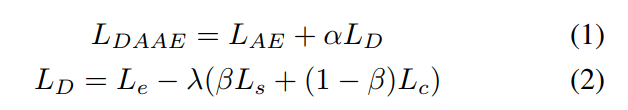 L_{DAAE} = L_{AE} + αL_D (1)
L_D = L_e − λ(βL_s + (1 − β)L_c) (2)